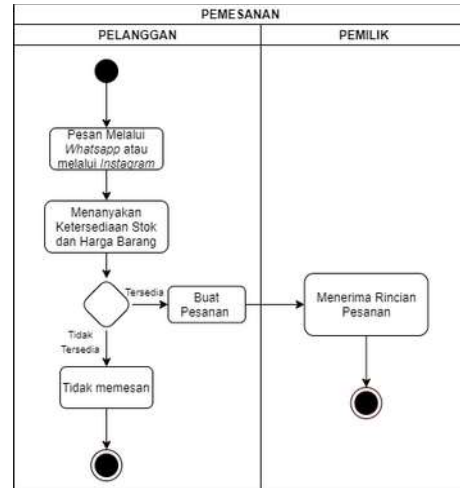 PEMESANAN
PELANGGAN
PEMILIK
Pesan Melalui
Whatsapp atau
melalui Instagram
Menanyakan
Ketersediaan Stok
dan Harga Barang
Tersedia
Buat
Pesanan
Menerima Rincian
Pesanan
Tidak
Tersedia
Tidak memesan